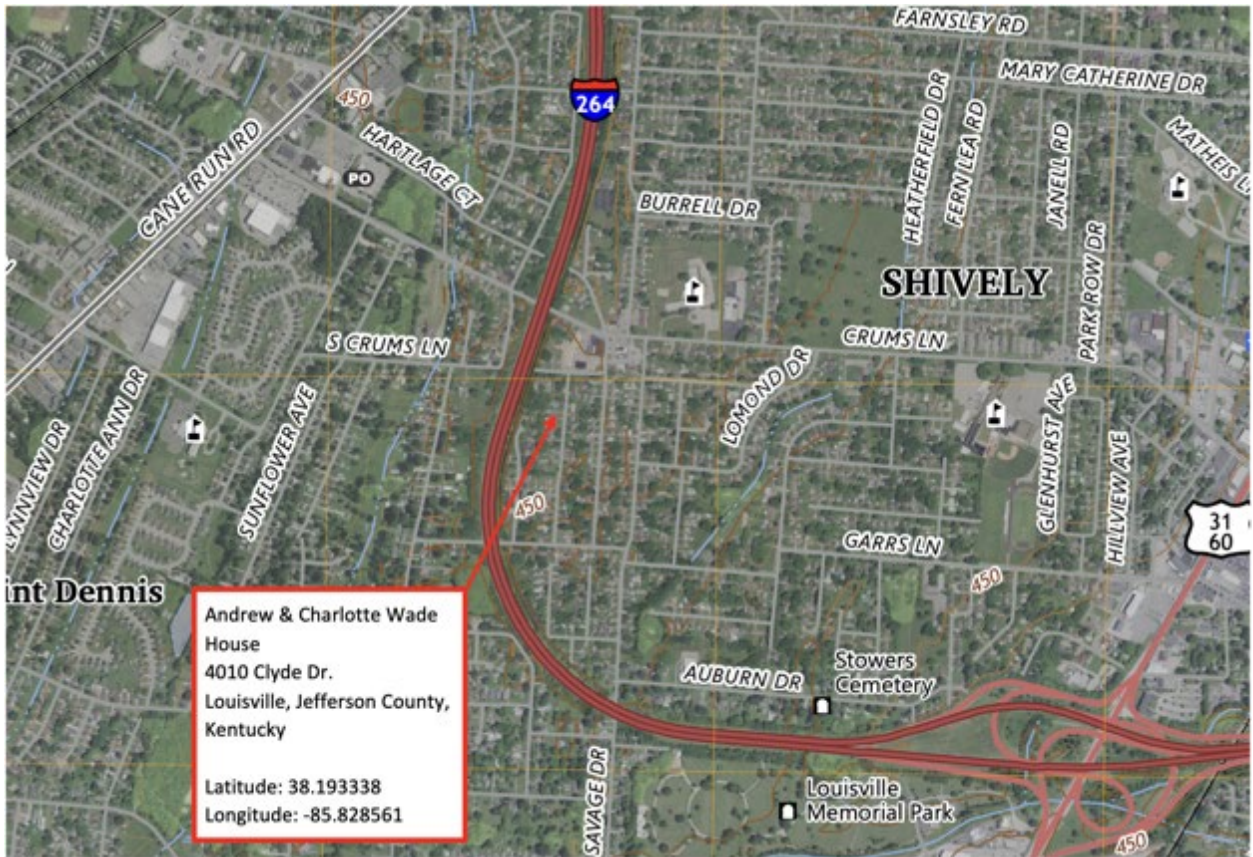 FARNSLEY RD
MARY CATHERINE DR
264
450
CANE RUN RD
HARTLAGE CT
PO
HEATHERFIELD DR
FERN LEA RD
JANELL RD
MATHEIS L
BURRELL DR
PARK ROW DR
SHIVELY
S CRUMS LN
CRUMS LN
LOMOND DR
LYNNVIEW DR
CHARLOTTE ANN DR
SUNFLOWER AVE
GLENHURST AVE
HILLVIEW AVE
450
31
60
GARRS LN
450
int Dennis
Andrew & Charlotte Wade
House
4010 Clyde Dr.
Louisville, Jefferson County,
Kentucky
Latitude: 38.193338
Longitude: -85.828561
AUBURN DR
Stowers
Cemetery
SAVAGE DR
Louisville
Memorial Park
450